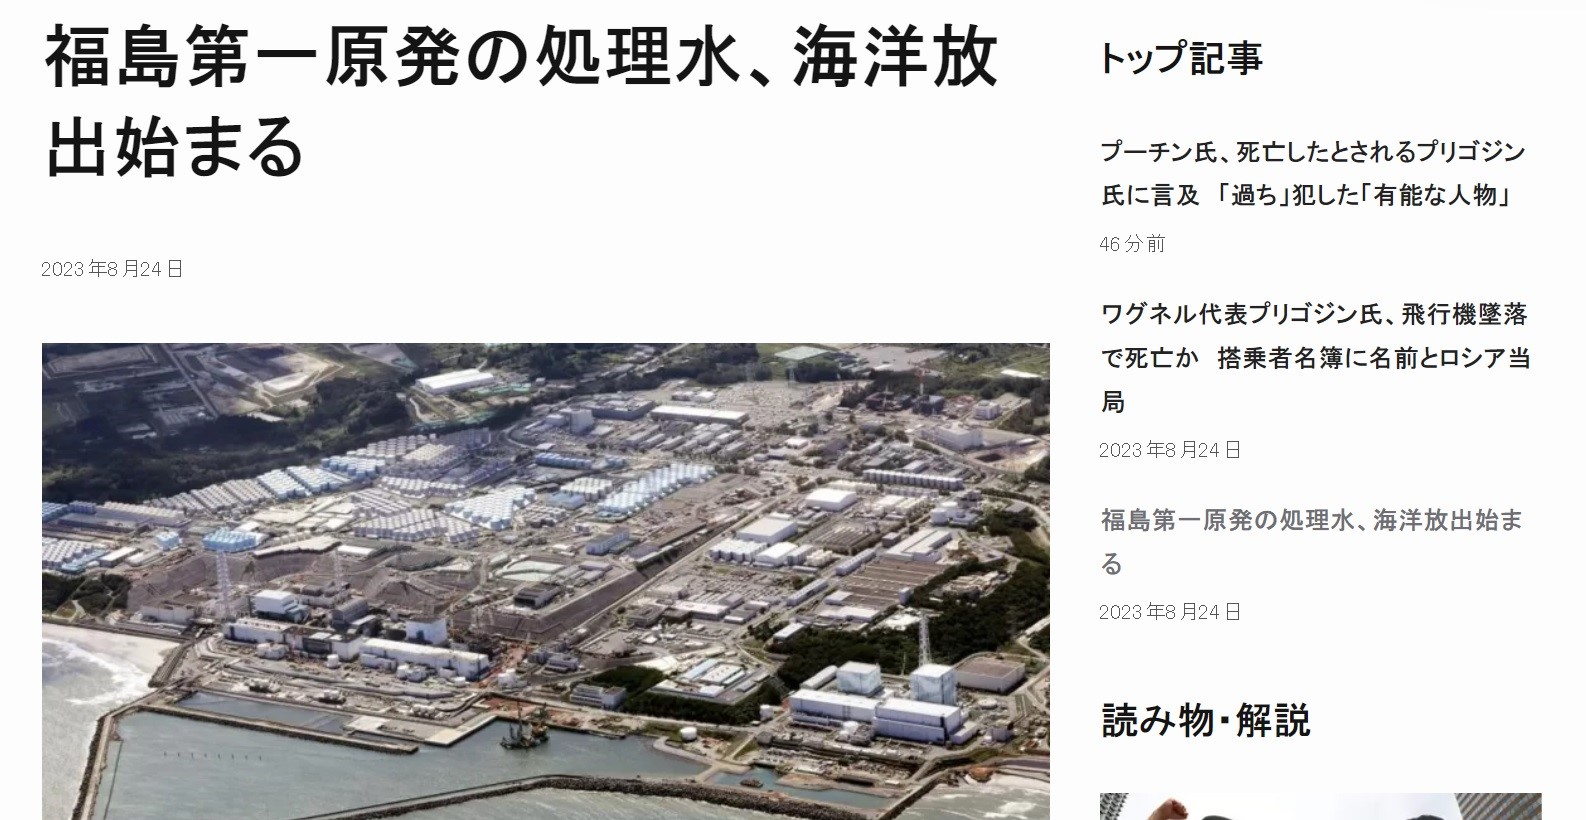 福島第一原発の処理水、海洋放
出始まる
2023年8月24日
トップ記事
プーチン氏、死亡したとされるプリゴジン
氏に言及 「過ち」犯した「有能な人物」
46分前
ワグネル代表プリゴジン氏、飛行機墜落
で死亡か 搭乗者名簿に名前とロシア当
局
2023年8月24日
福島第一原発の処理水、海洋放出始ま
る
2023年8月24日
読み物・解説